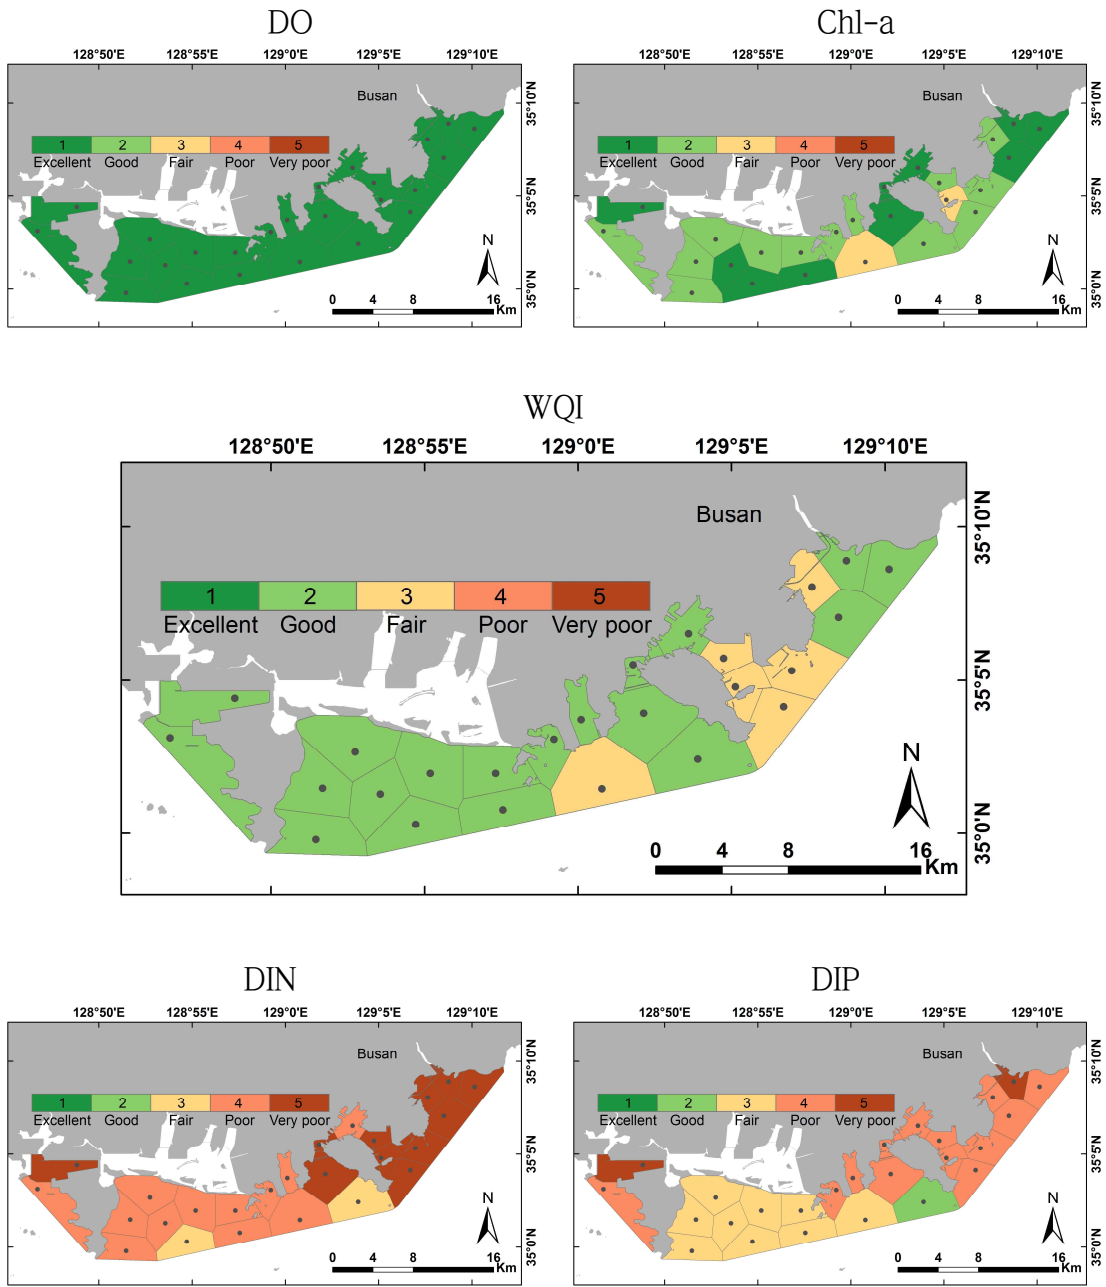 DO
128°50'E 128°55'E 129°0'E 129°5'E 129°10'E
Busan
35°10'N
1 2 3 4 5
Excellent Good Fair Poor Very poor
35°5'N
N
0 4 8 16
Km
35°0'N
Chl-a
128°50'E 128°55'E 129°0'E 129°5'E 129°10'E
Busan
35°10'N
1 2 3 4 5
Excellent Good Fair Poor Very poor
35°5'N
N
0 4 8 16
Km
35°0'N
WQI
128°50'E 128°55'E 129°0'E 129°5'E 129°10'E
Busan
35°10'N
1 2 3 4 5
Excellent Good Fair Poor Very poor
35°5'N
N
0 4 8 16
Km
35°0'N
DIN
128°50'E 128°55'E 129°0'E 129°5'E 129°10'E
Busan
35°10'N
1 2 3 4 5
Excellent Good Fair Poor Very poor
35°5'N
N
0 4 8 16
Km
35°0'N
DIP
128°50'E 128°55'E 129°0'E 129°5'E 129°10'E
Busan
35°10'N
1 2 3 4 5
Excellent Good Fair Poor Very poor
35°5'N
N
0 4 8 16
Km
35°0'N